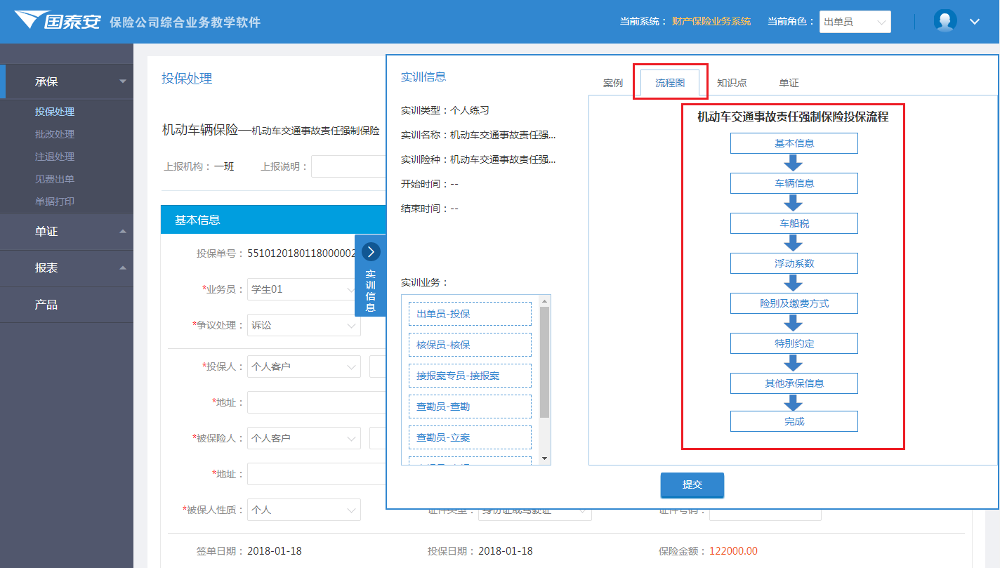 国泰安 保险公司综合业务教学软件
当前系统： 财产保险业务系统 当前角色： 出单员
承保
投保处理
批改处理
注退处理
见费出单
单据打印
单证
报表
产品
投保处理
机动车辆保险—机动车交通事故责任强制保险
上报机构： 一班 上报说明：
基本信息
投保单号： 5510120180118000002
*业务员： 学生01
*争议处理： 诉讼
*投保人： 个人客户
*地址：
*被保险人： 个人客户
*地址：
*被保人性质： 个人 证件类型： 身份证或驾驶证 证件号码：
签单日期： 2018-01-18 投保日期： 2018-01-18 保险金额： 122000.00
实训信息
实训信息
实训类型：个人练习
实训名称：机动车交通事故责任强...
实训险种：机动车交通事故责任强...
开始时间：--
结束时间：--
实训业务：
出单员-投保
核保员-核保
接报案专员-接报案
查勘员-查勘
查勘员-立案
案例 流程图 知识点 单证
机动车交通事故责任强制保险投保流程
基本信息
车辆信息
车船税
浮动系数
险别及缴费方式
特别约定
其他承保信息
完成
提交